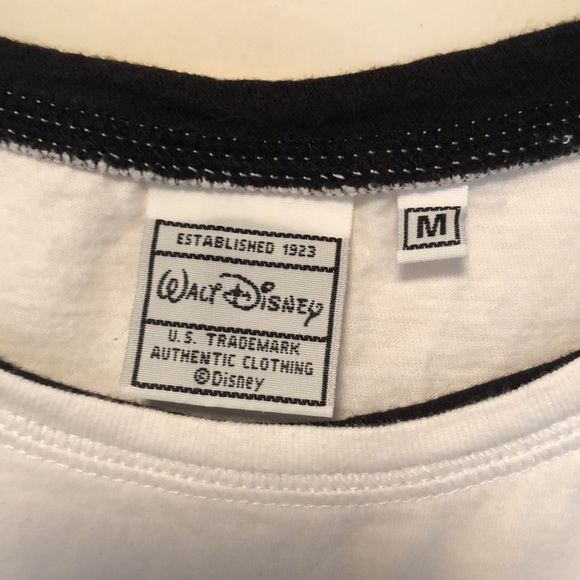 ESTABLISHED 1923
WALT DISNEY
U.S. TRADEMARK
AUTHENTIC CLOTHING
©Disney
M